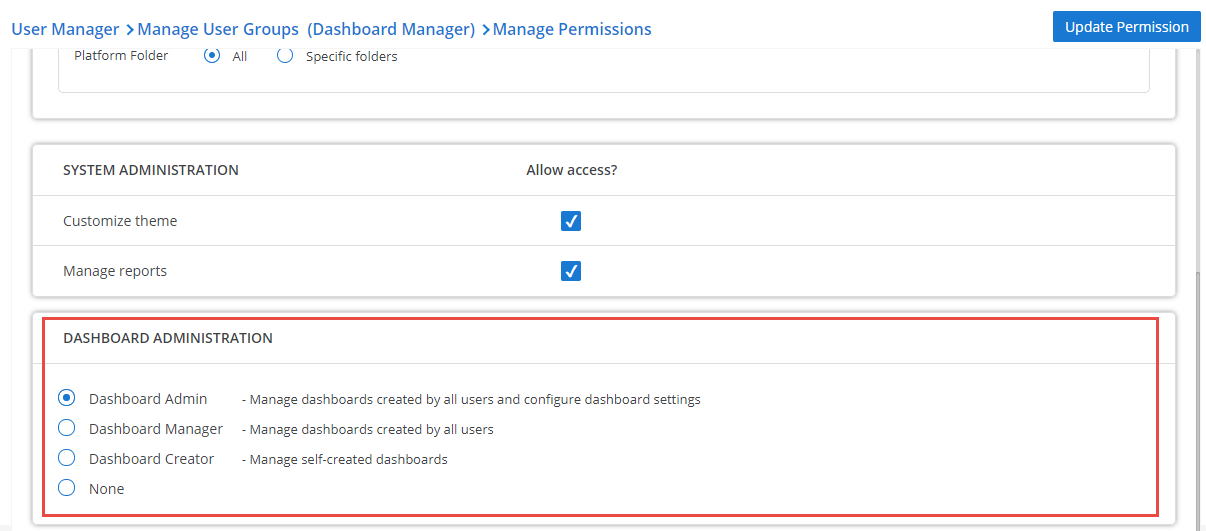 User Manager > Manage User Groups (Dashboard Manager) > Manage Permissions
Update Permission
Platform Folder All Specific folders
SYSTEM ADMINISTRATION Allow access?
Customize theme
Manage reports
DASHBOARD ADMINISTRATION
Dashboard Admin - Manage dashboards created by all users and configure dashboard settings
Dashboard Manager - Manage dashboards created by all users
Dashboard Creator - Manage self-created dashboards
None